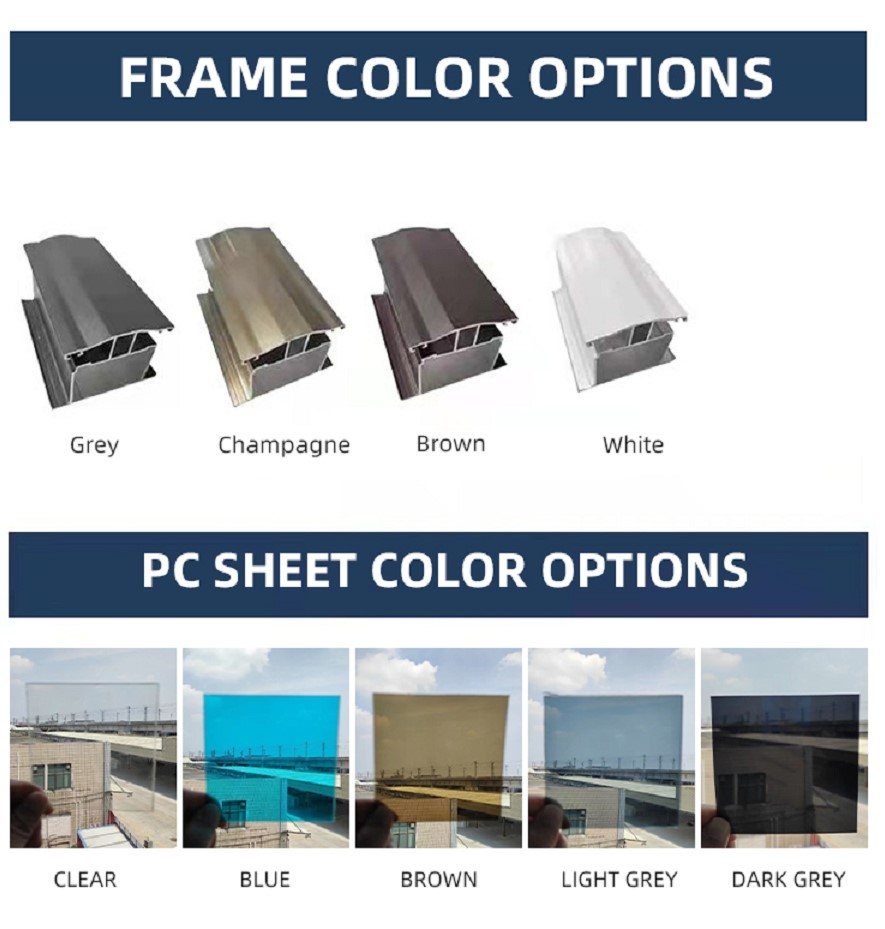 FRAME COLOR OPTIONS
Grey Champagne Brown White
PC SHEET COLOR OPTIONS
CLEAR BLUE BROWN LIGHT GREY DARK GREY